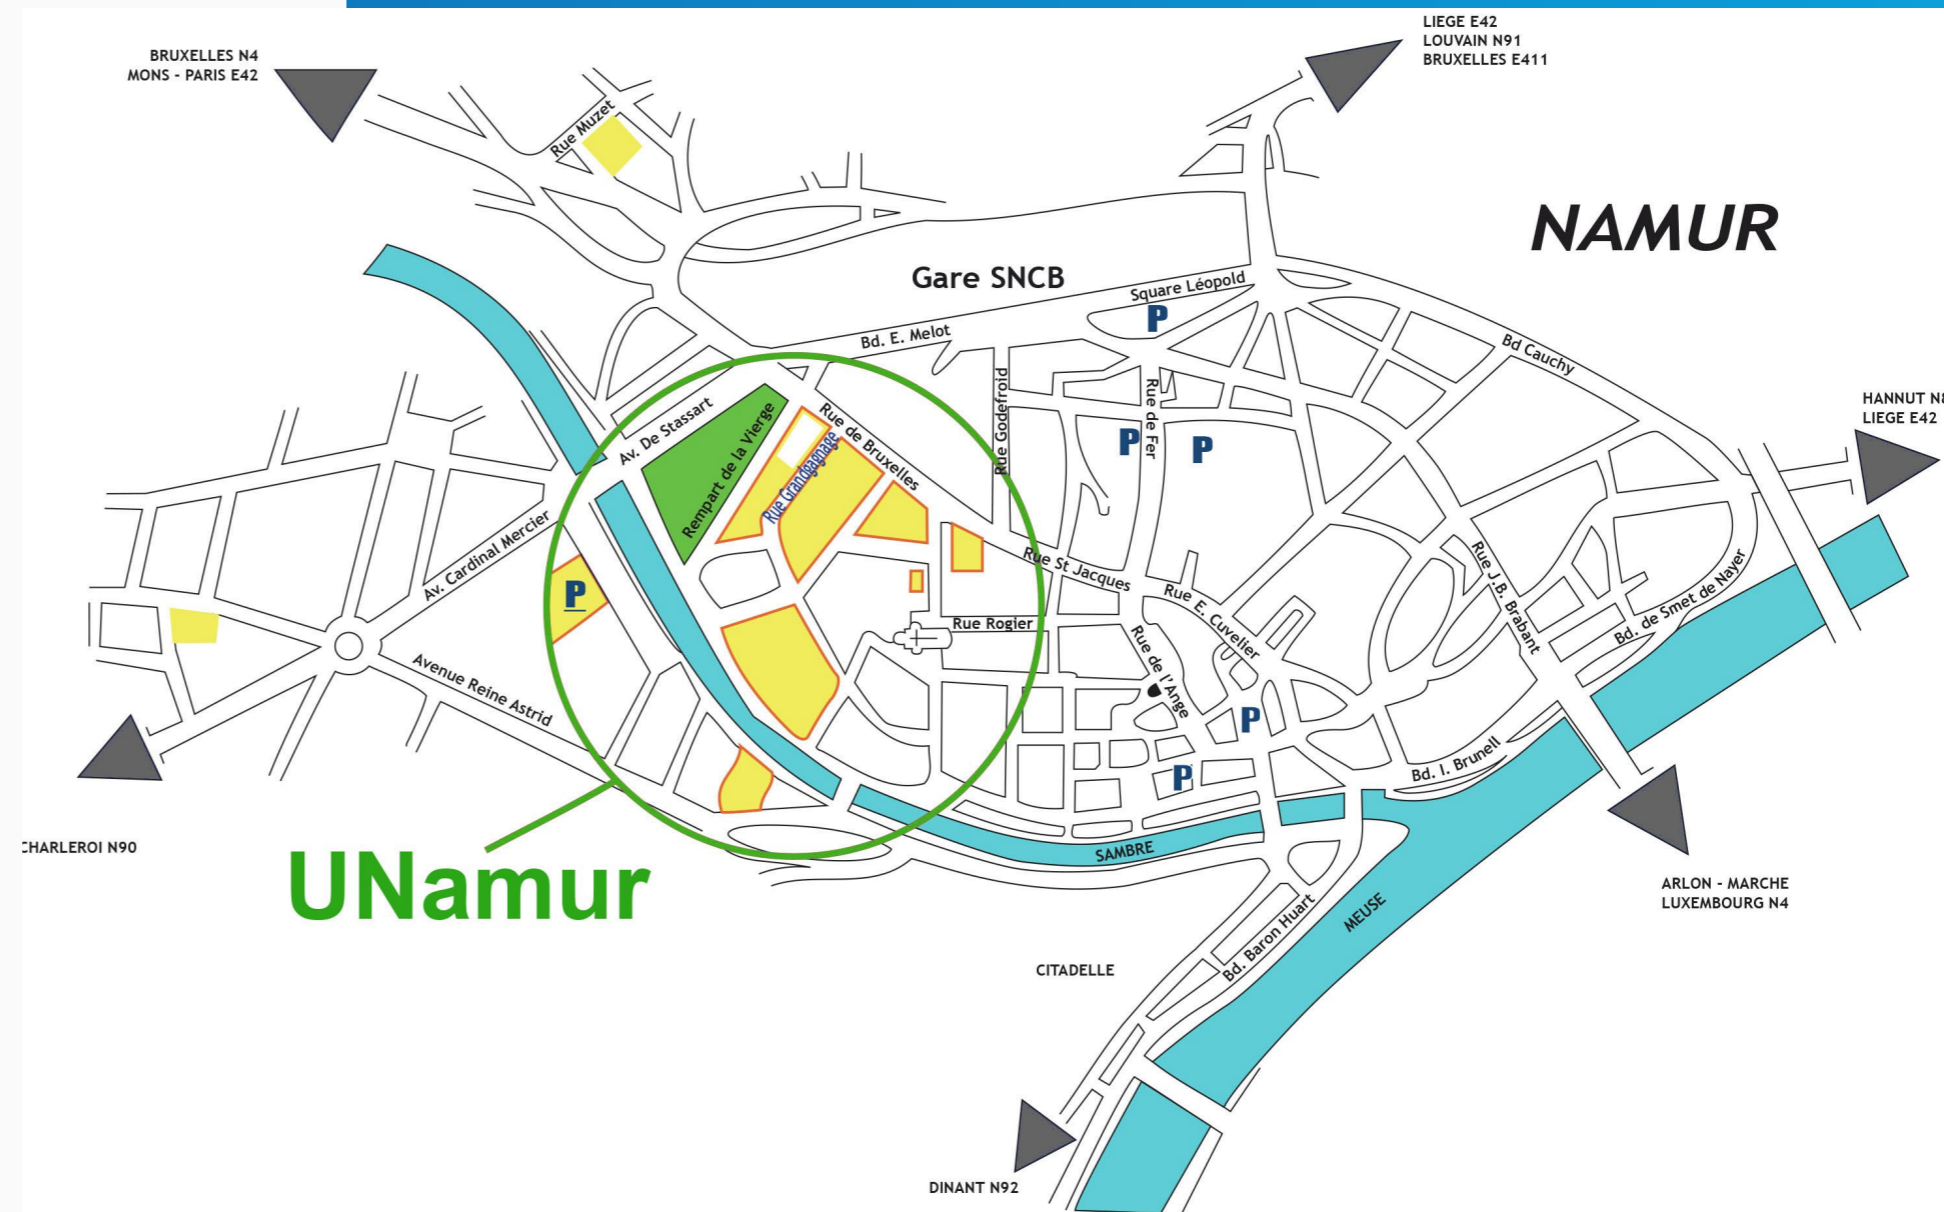 LIEGE E42
LOUVAIN N91
BRUXELLES E411
BRUXELLES N4
MONS - PARIS E42
Rue Muzet
NAMUR
Gare SNCB
Square Léopold
P
Bd. E. Melot
Bd Cauchy
HANNUT N8
LIEGE E42
Rue Godefroid
Rue de Fer
P
P
Av. De Stassart
Rempart de la Vierge
Rue Grandgagnage
Rue de Bruxelles
Av. Cardinal Mercier
P
Rue St Jacques
Rue E. Cuvelier
Rue J.B. Brabant
Bd. de Smet de Nayer
Rue Rogier
Rue de l'Ange
Avenue Reine Astrid
P
P
Bd. I. Brunell
CHARLEROI N90
UNamur
SAMBRE
MEUSE
ARLON - MARCHE
LUXEMBOURG N4
Bd. Baron Huart
CITADELLE
DINANT N92